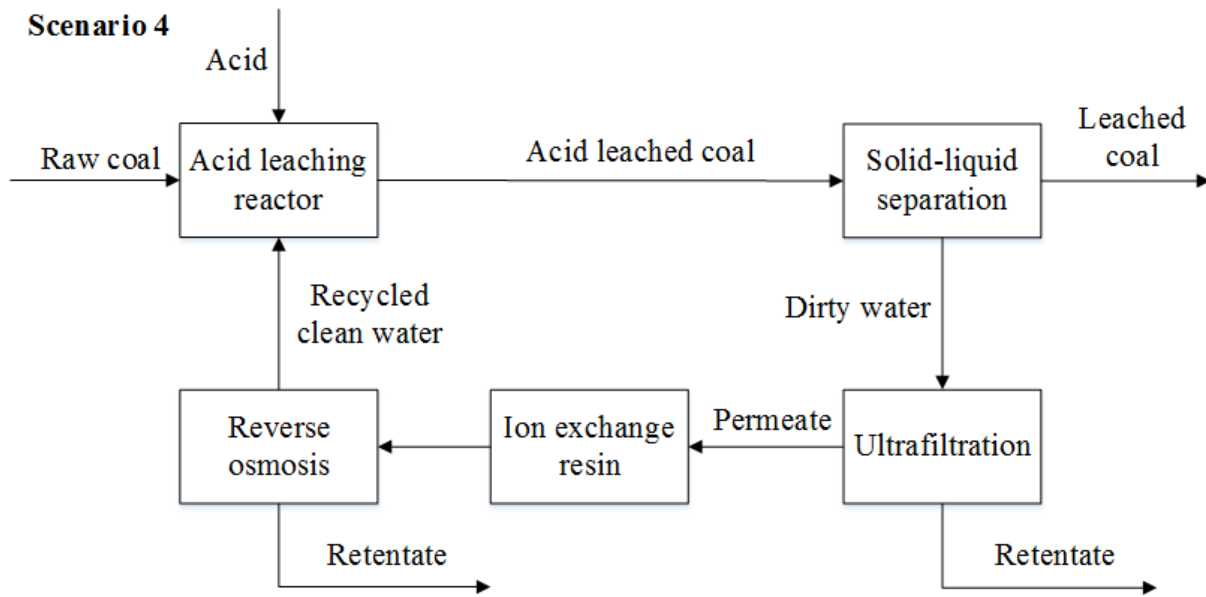 Scenario 4
Acid
Raw coal
Acid leaching
reactor
Acid leached coal
Solid-liquid
separation
Leached
coal
Recycled
clean water
Dirty water
Reverse
osmosis
Ion exchange
resin
Permeate
Ultrafiltration
Retentate
Retentate